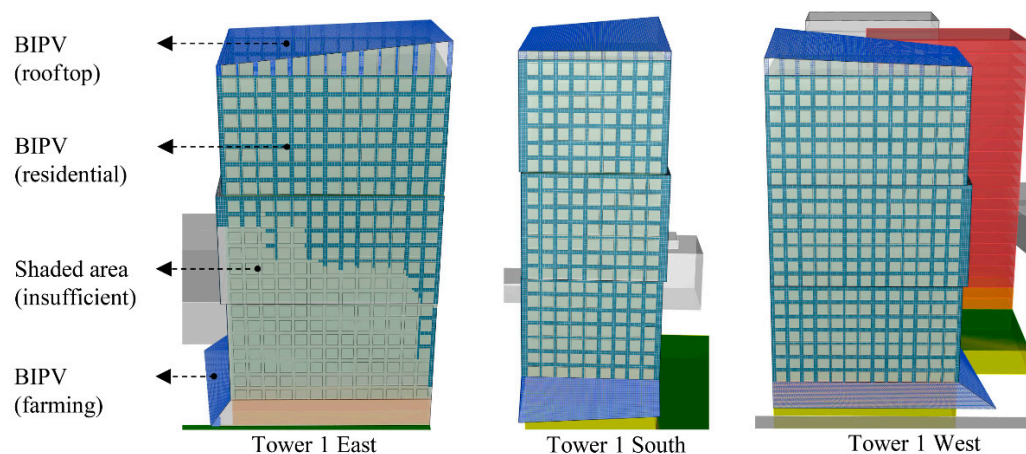 BIPV
(rooftop)
BIPV
(residential)
Shaded area
(insufficient)
BIPV
(farming)
Tower 1 East
Tower 1 South
Tower 1 West